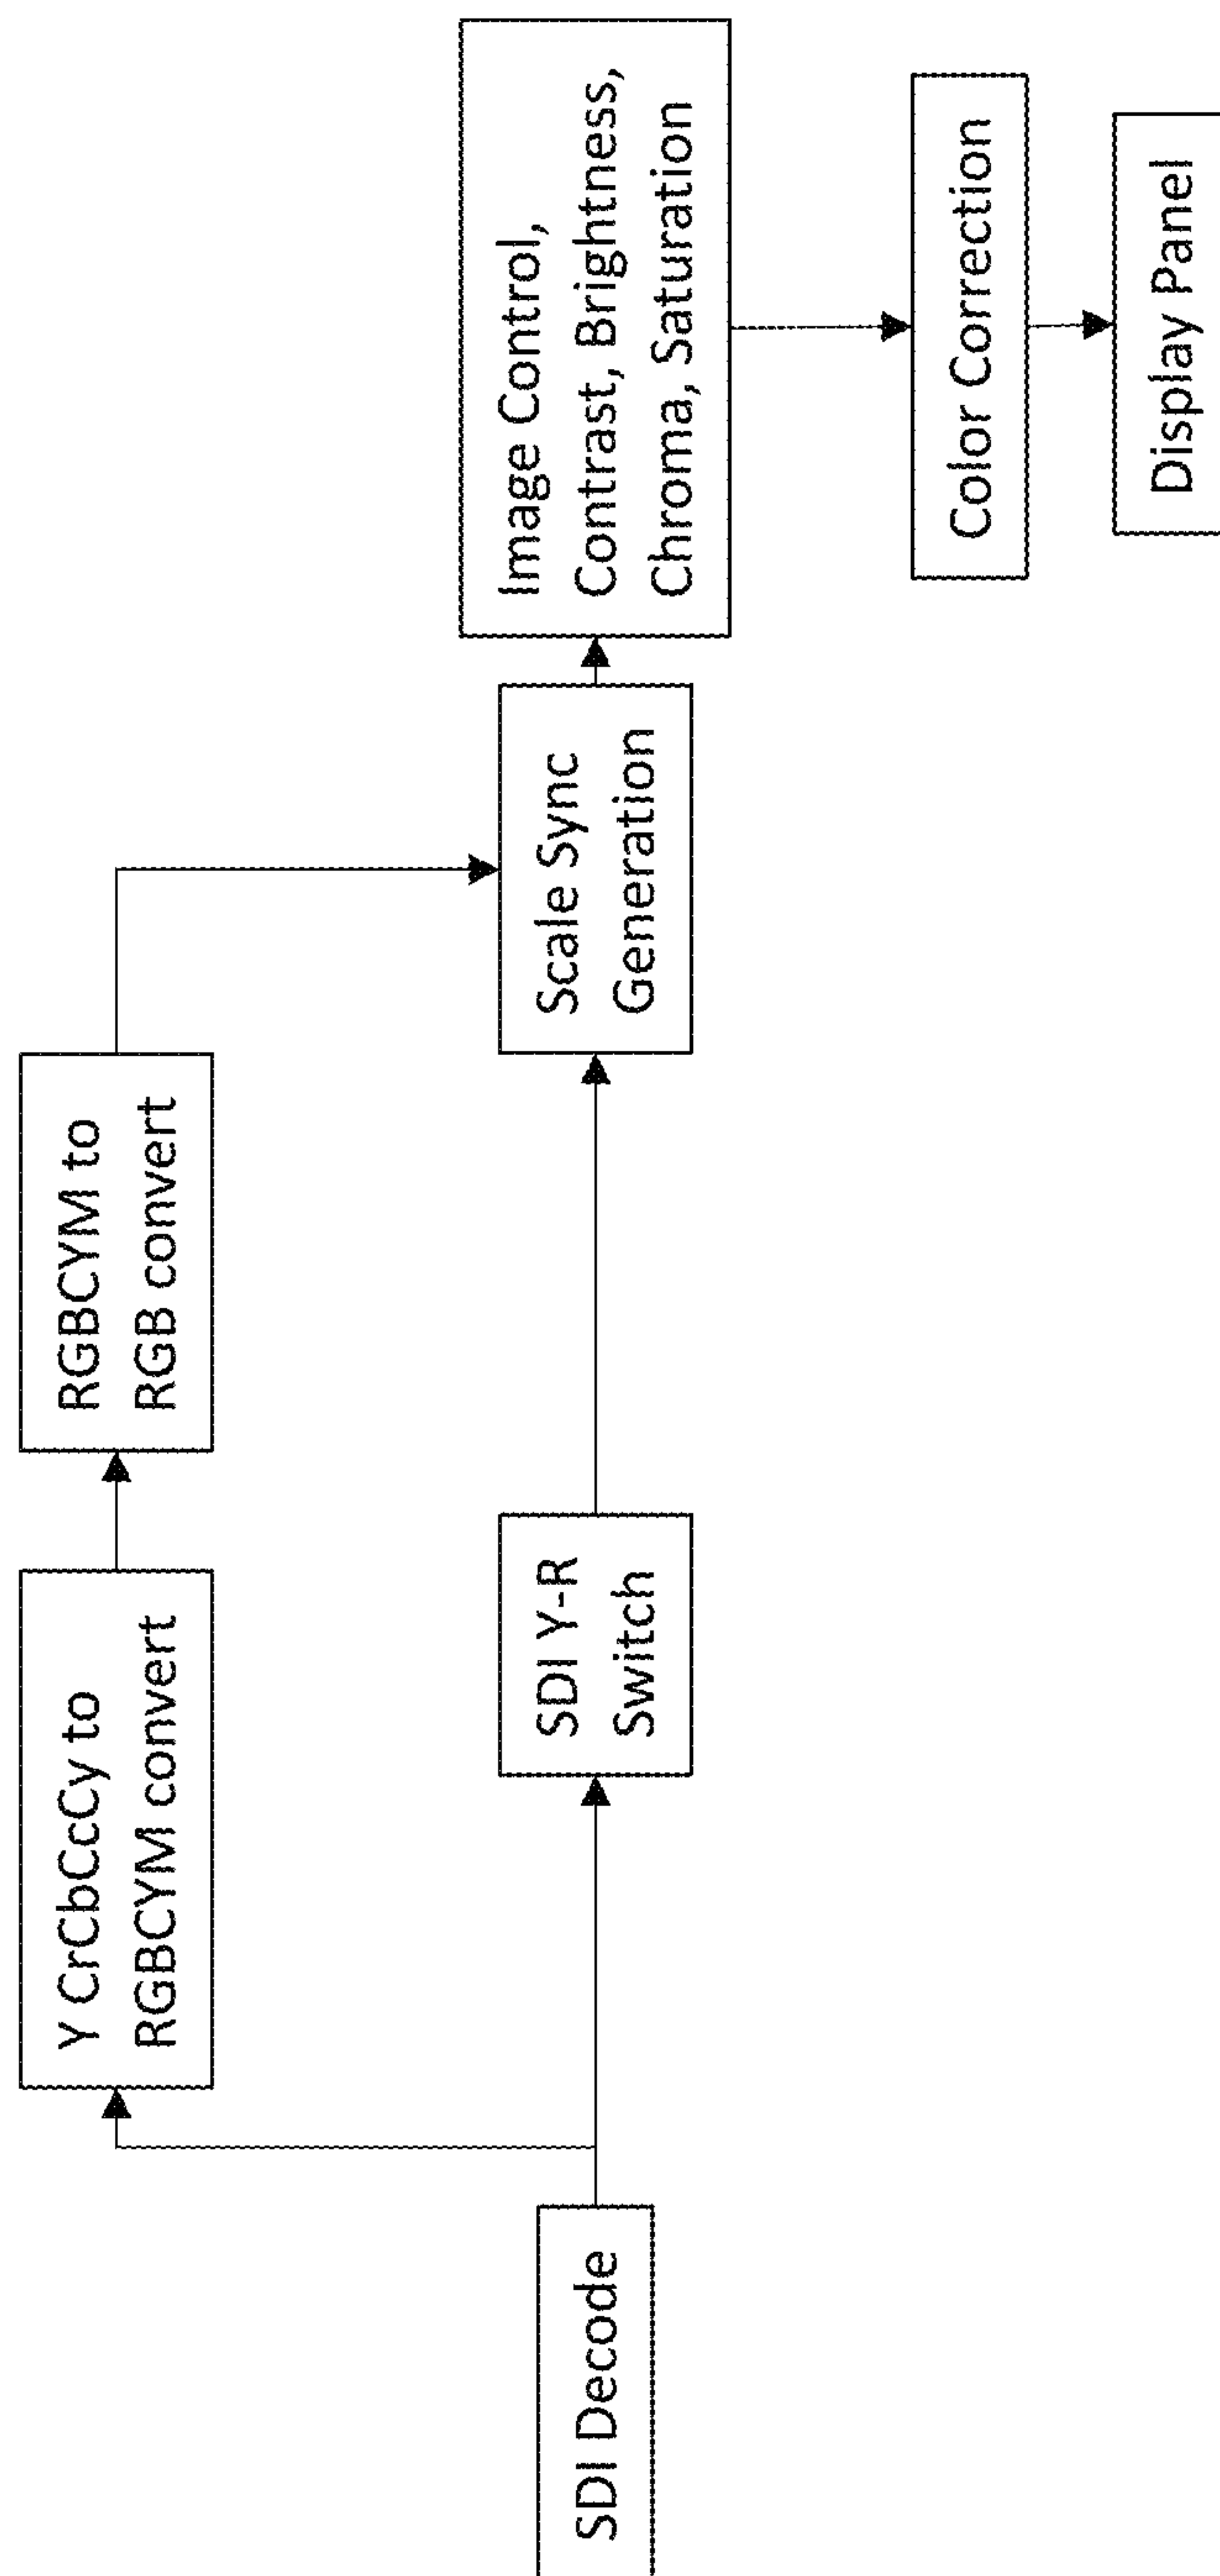 SDI Decode
Y CrCbCcCy to
RGBCYM convert
RGBCYM to
RGB convert
SDI Y-R
Switch
Scale Sync
Generation
Image Control,
Contrast, Brightness,
Chroma, Saturation
Color Correction
Display Panel